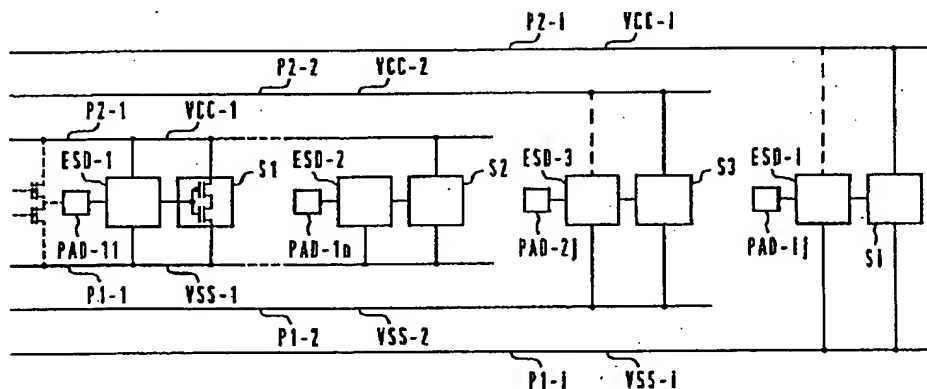 P2-i VCC-i
P2-2 VCC-2
P2-1 VCC-1
ESD-1 S1 ESD-2 S2 ESD-3 S3 ESD-i
PAD-11 PAD-1n PAD-2j PAD-ij Si
P1-1 VSS-1
P1-2 VSS-2
P1-i VSS-i